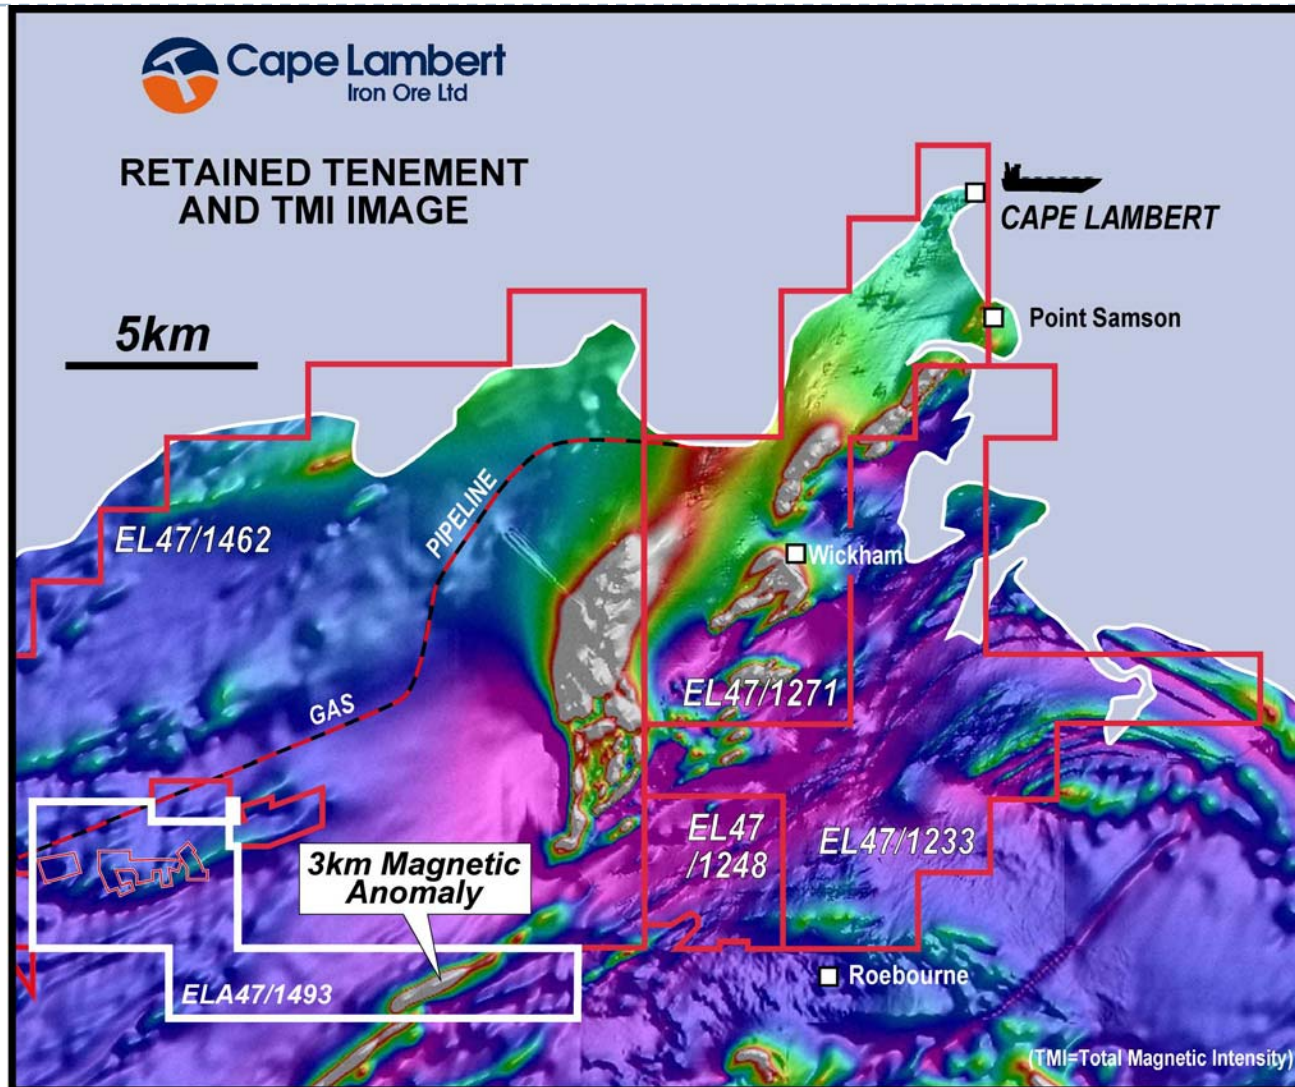 Cape Lambert
Iron Ore Ltd
RETAINED TENEMENT
AND TMI IMAGE
CAPE LAMBERT
5km
Point Samson
PIPELINE
EL47/1462
Wickham
EL47/1271
GAS
EL47
/1248
EL47/1233
3km Magnetic
Anomaly
Roebourne
ELA47/1493
(TMI=Total Magnetic Intensity)